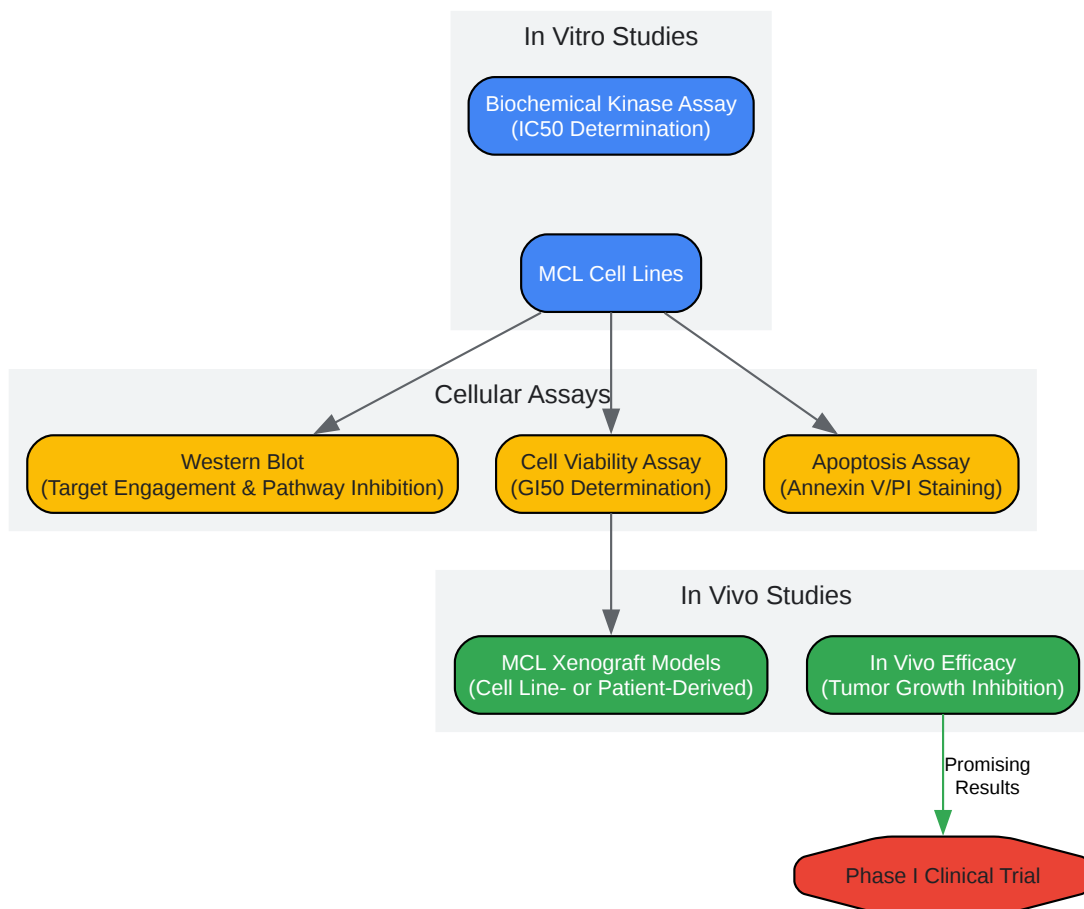 In Vitro Studies
Biochemical Kinase Assay
(IC50 Determination)
MCL Cell Lines
Cellular Assays
Western Blot
(Target Engagement & Pathway Inhibition)
Cell Viability Assay
(GI50 Determination)
Apoptosis Assay
(Annexin V/PI Staining)
In Vivo Studies
MCL Xenograft Models
(Cell Line- or Patient-Derived)
In Vivo Efficacy
(Tumor Growth Inhibition)
Promising
Results
Phase I Clinical Trial